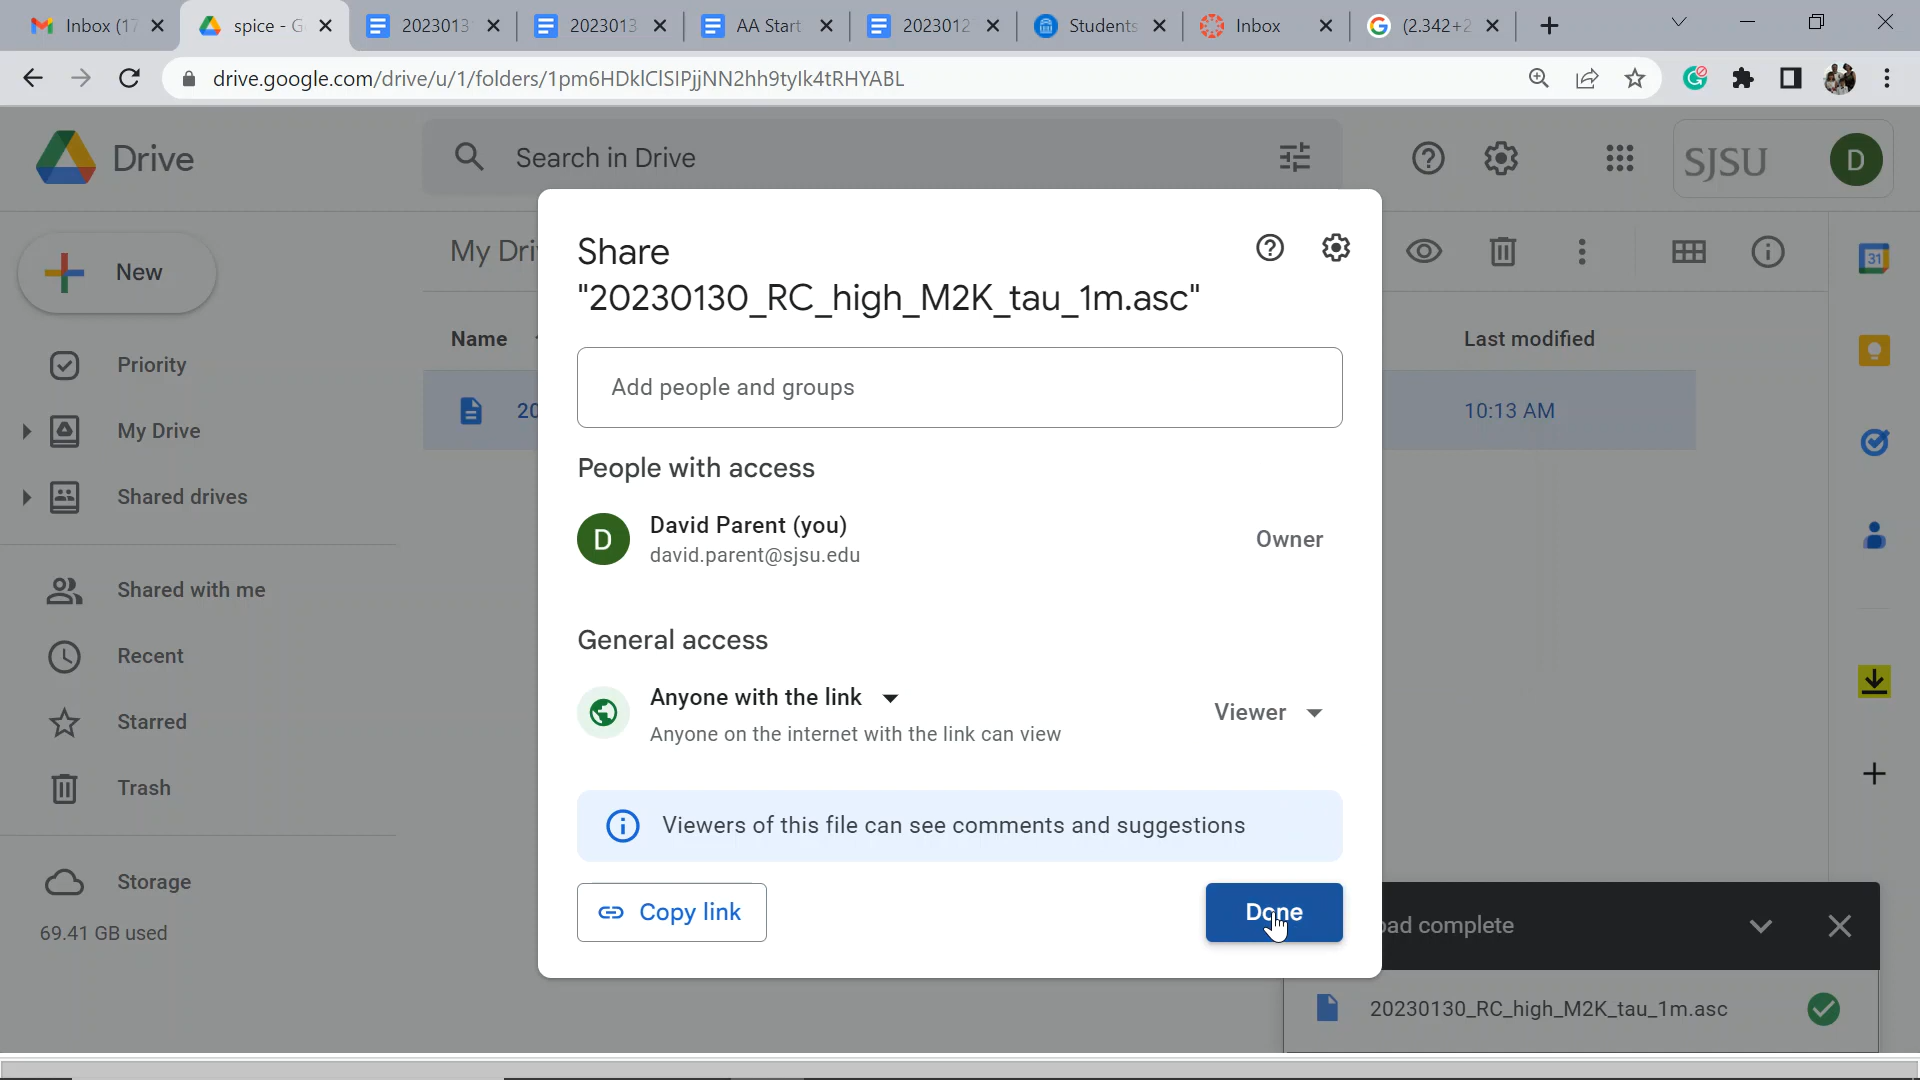 Inbox (17
spice - G
2023013
2023013
AA Start
2023012
Students
Inbox
(2.342+2
drive.google.com/drive/u/1/folders/1pm6HDklClSIPjjNN2hh9tylk4tRHYABL
Drive
Search in Drive
SJSU
D
New
My Dri
Share
"20230130_RC_high_M2K_tau_1m.asc"
31
Name
Last modified
Priority
Add people and groups
20
10:13 AM
My Drive
People with access
Shared drives
D
David Parent (you)
david.parent@sjsu.edu
Owner
Shared with me
General access
Recent
Anyone with the link
Anyone on the internet with the link can view
Viewer
Starred
Trash
Viewers of this file can see comments and suggestions
Storage
69.41 GB used
Copy link
Done
oad complete
20230130_RC_high_M2K_tau_1m.asc